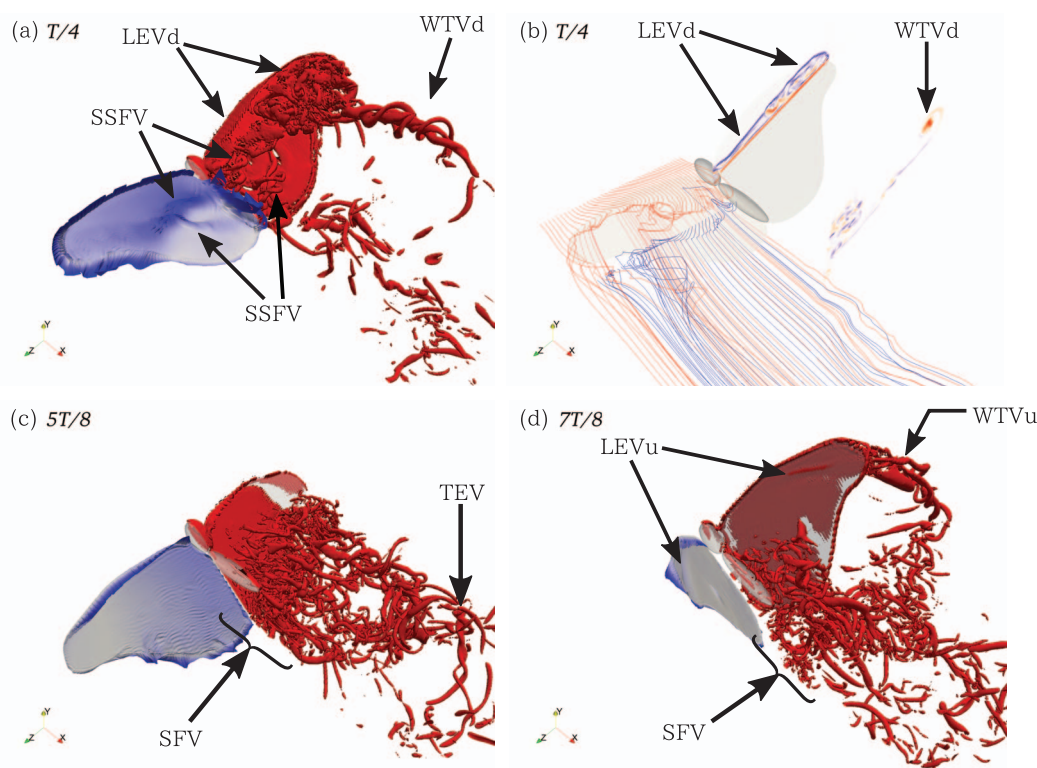 (a) T/4
LEVd
WTVd
SSFV
SSFV
Y
Z
X
(b) T/4
LEVd
WTVd
Y
Z
X
(c) 5T/8
TEV
SFV
Y
Z
X
(d) 7T/8
WTVu
LEVu
SFV
Y
Z
X